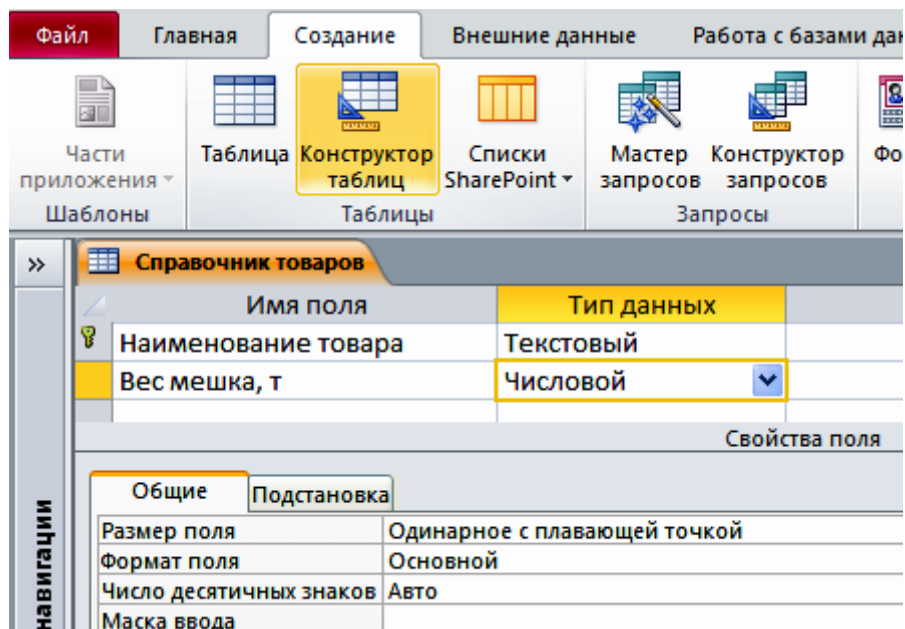 Файл Главная Создание Внешние данные Работа с базами дан
Части приложения Таблица Конструктор таблиц Списки SharePoint Мастер запросов Конструктор запросов Фо
Шаблоны Таблицы Запросы
» Справочник товаров
Имя поля Тип данных
Наименование товара Текстовый
Вес мешка, т Числовой
Свойства поля
Общие Подстановка
Размер поля Одинарное с плавающей точкой
Формат поля Основной
Число десятичных знаков Авто
Маска ввода
навигации